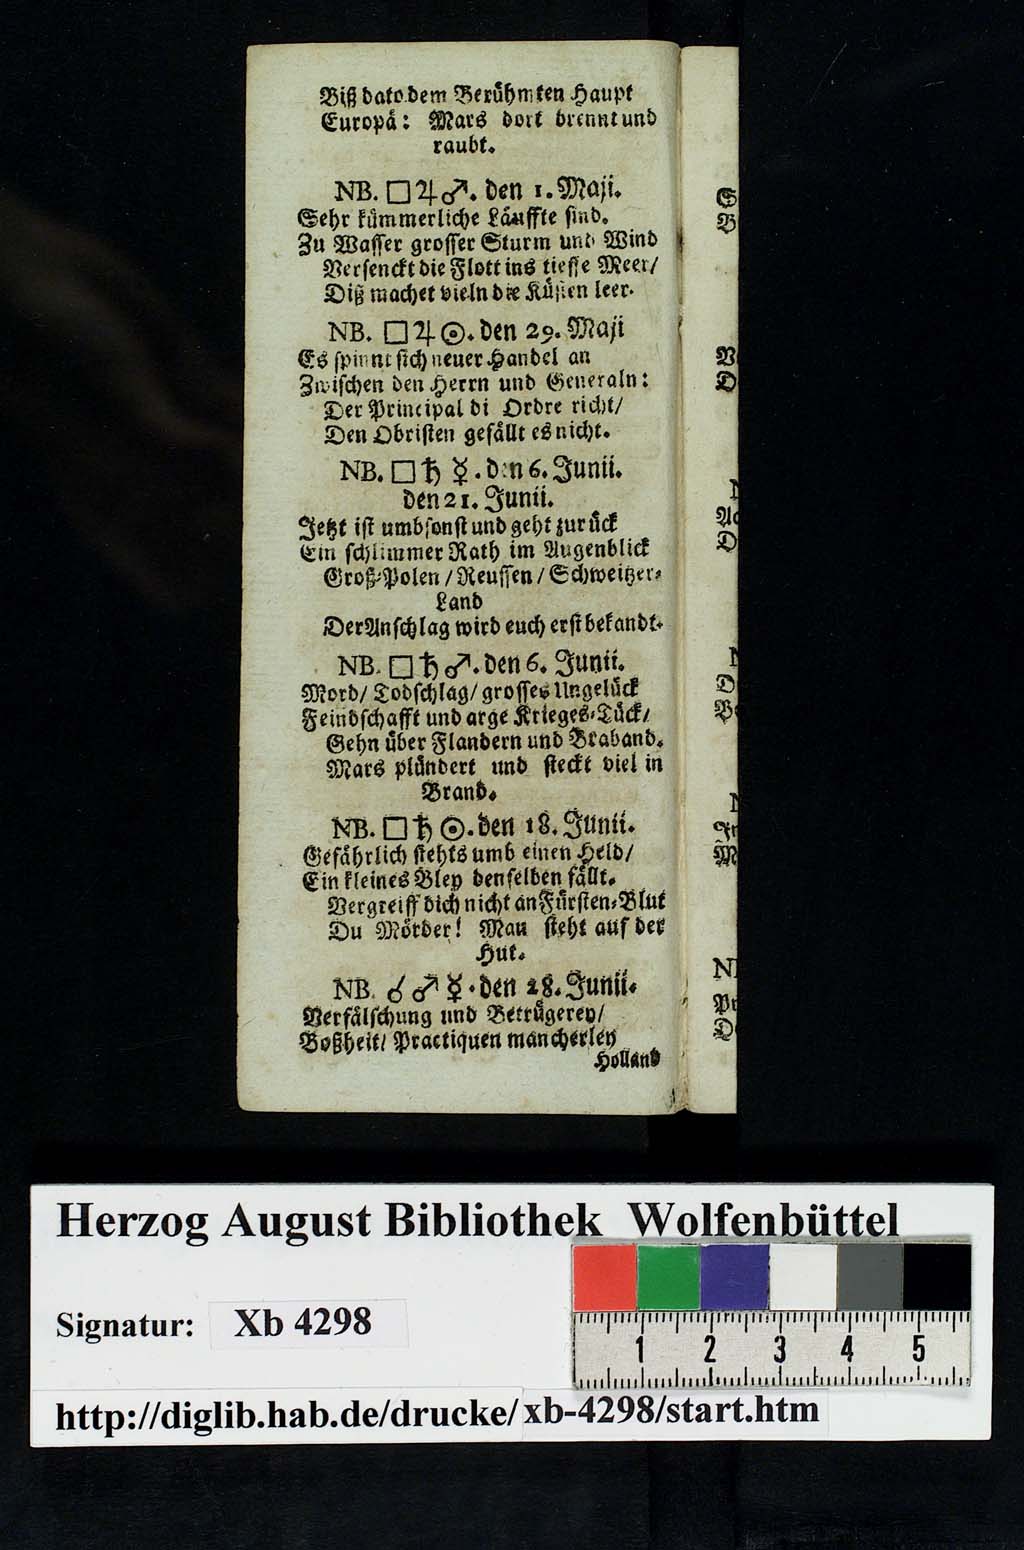 Biß dato dem Berühmten Haupt
Europä: Mars dort brennt und
raubt.
NB. □ ♃ ♂. den 1. Maji.
Sehr kümmerliche Läuffte sind.
Zu Wasser grosser Sturm und Wind
Versenckt die Flott ins tieffe Meer/
Diß machet vieln die Küsten leer.
NB. □ ♃ ☉. den 29. Maji
Es spinnt sich neuer Handel an
Zwischen den Herrn und Generaln:
Der Principal di Ordre richt/
Den Obristen gefällt es nicht.
NB. □ ♄ ☿. den 6. Junii.
den 21. Junii.
Jetzt ist umbsonst und geht zurück
Ein schlimmer Rath im Augenblick
Groß-Polen / Reussen / Schweitzer-
Land
Der Anschlag wird euch erst bekandt.
NB. □ ♄ ♂. den 6. Junii.
Mord/ Todschlag/ grosses Ungelück
Feindschafft und arge Krieges-Tück/
Gehn über Flandern und Braband.
Mars plündert und steckt viel in
Brand.
NB. □ ♄ ☉. den 18. Junii.
Gefährlich stehts umb einen Held/
Ein kleines Bley denselben fällt.
Vergreiff dich nicht an Fürsten-Blut
Du Mörder! Man steht auf der
Hut.
NB. ☌ ♂ ☿. den 28. Junii.
Verfälschung und Betrügerey/
Boßheit/ Practiquen mancherley
Holland
Herzog August Bibliothek Wolfenbüttel
Signatur: Xb 4298
1 2 3 4 5
http://diglib.hab.de/drucke/xb-4298/start.htm